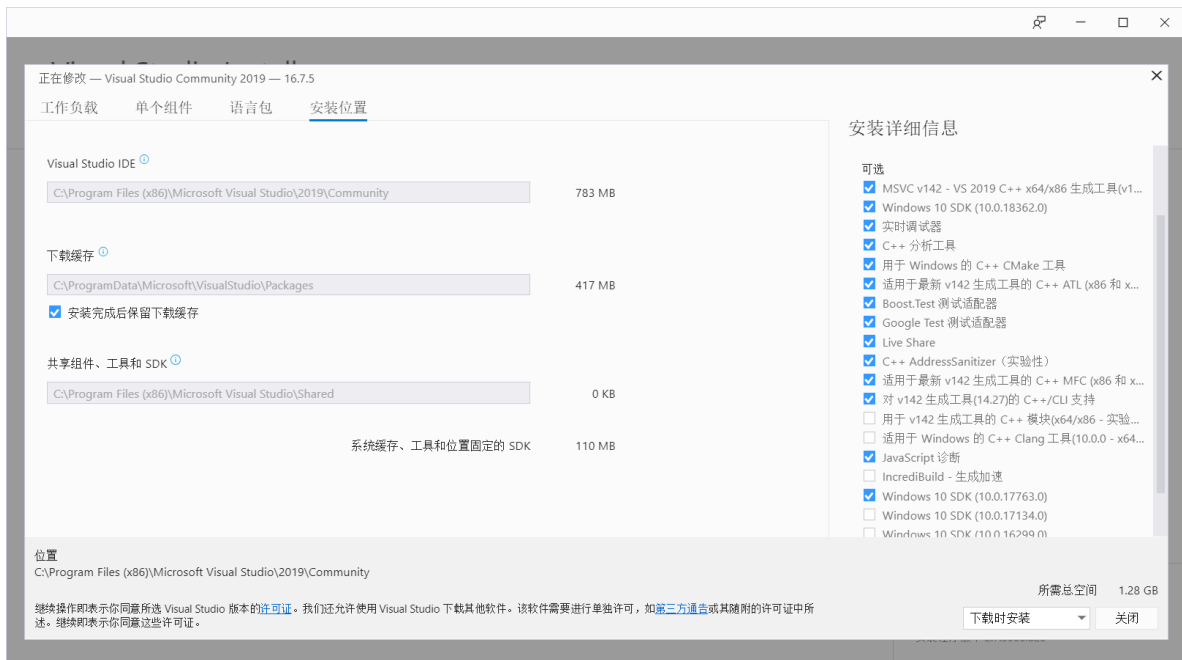 正在修改 — Visual Studio Community 2019 — 16.7.5
工作负载 单个组件 语言包 安装位置
Visual Studio IDE
C:\Program Files (x86)\Microsoft Visual Studio\2019\Community 783 MB
下载缓存
C:\ProgramData\Microsoft\VisualStudio\Packages 417 MB
安装完成后保留下载缓存
共享组件、工具和 SDK
C:\Program Files (x86)\Microsoft Visual Studio\Shared 0 KB
系统缓存、工具和位置固定的 SDK 110 MB
安装详细信息
可选
MSVC v142 - VS 2019 C++ x64/x86 生成工具(v1...
Windows 10 SDK (10.0.18362.0)
实时调试器
C++ 分析工具
用于 Windows 的 C++ CMake 工具
适用于最新 v142 生成工具的 C++ ATL (x86 和 x...
Boost.Test 测试适配器
Google Test 测试适配器
Live Share
C++ AddressSanitizer（实验性）
适用于最新 v142 生成工具的 C++ MFC (x86 和 x...
对 v142 生成工具(14.27)的 C++/CLI 支持
用于 v142 生成工具的 C++ 模块(x64/x86 - 实验...
适用于 Windows 的 C++ Clang 工具(10.0.0 - x64...
JavaScript 诊断
IncrediBuild - 生成加速
Windows 10 SDK (10.0.17763.0)
Windows 10 SDK (10.0.17134.0)
Windows 10 SDK (10.0.16299.0)
位置
C:\Program Files (x86)\Microsoft Visual Studio\2019\Community
所需总空间 1.28 GB
继续操作即表示你同意所选 Visual Studio 版本的许可证。我们还允许使用 Visual Studio 下载其他软件。该软件需要进行单独许可，如第三方通告或其随附的许可证中所
述。继续即表示你同意这些许可证。
下载时安装 关闭